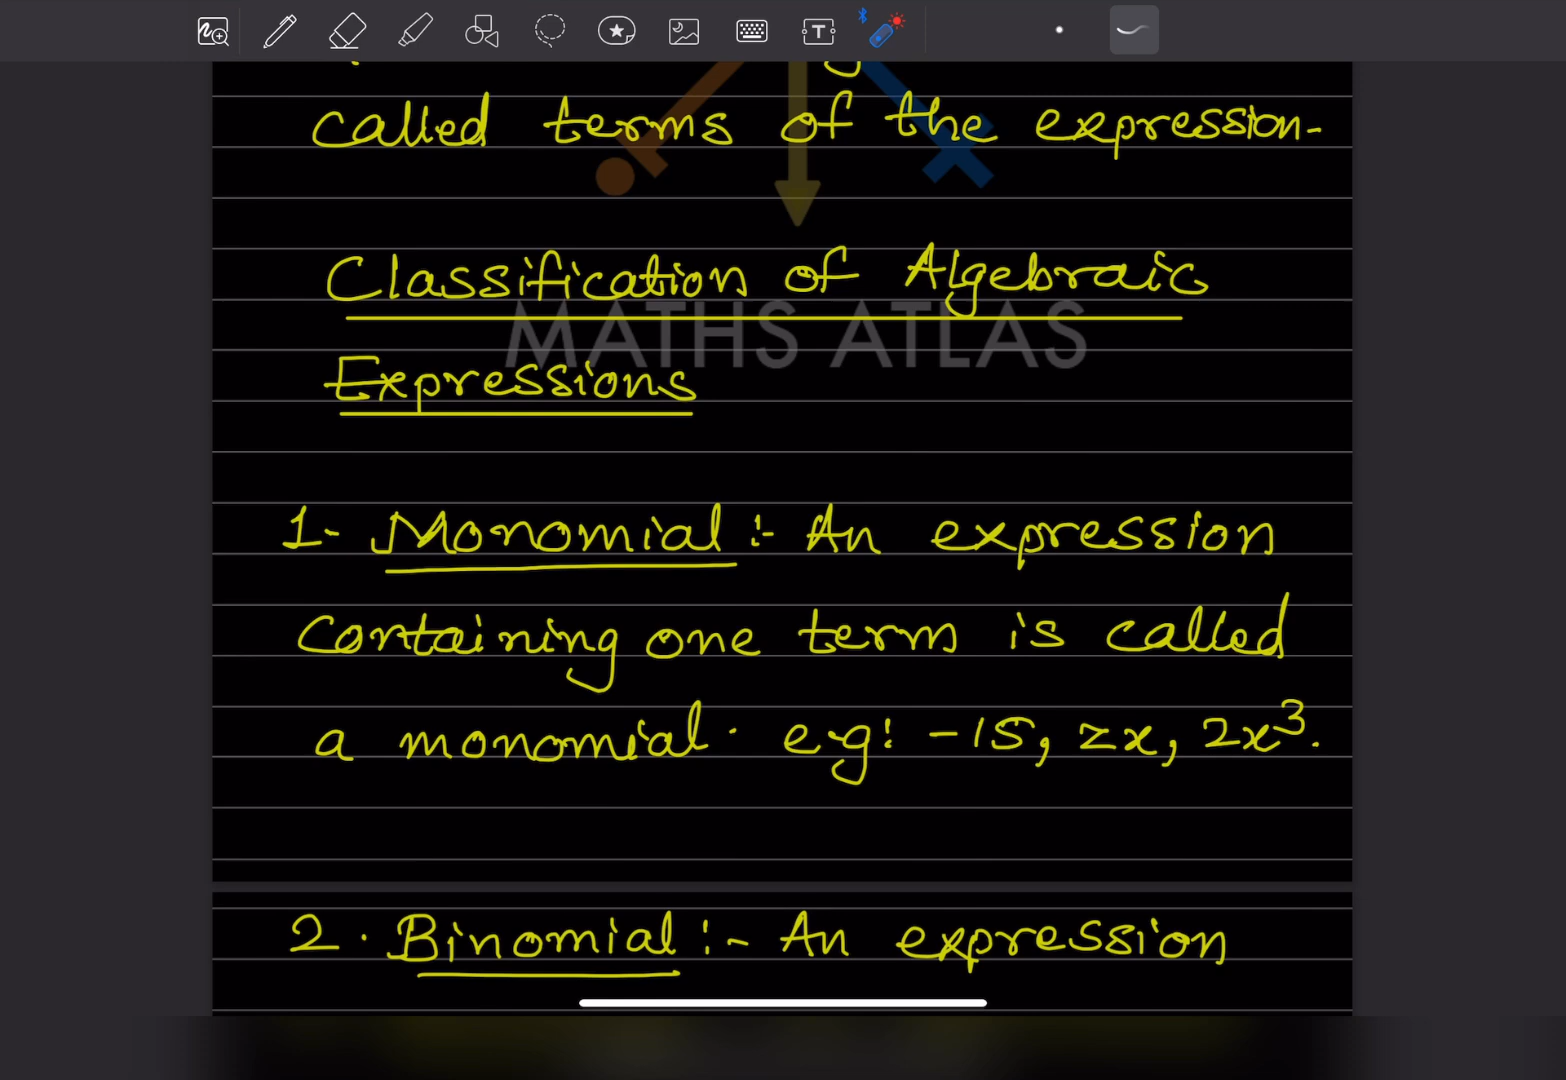 called terms of the expression-
Classification of Algebraic
MATHS ATLAS
Expressions
1- Monomial :- An expression
containing one term is called
a monomial. e.g: -15, zx, 2x³.
2. Binomial :- An expression